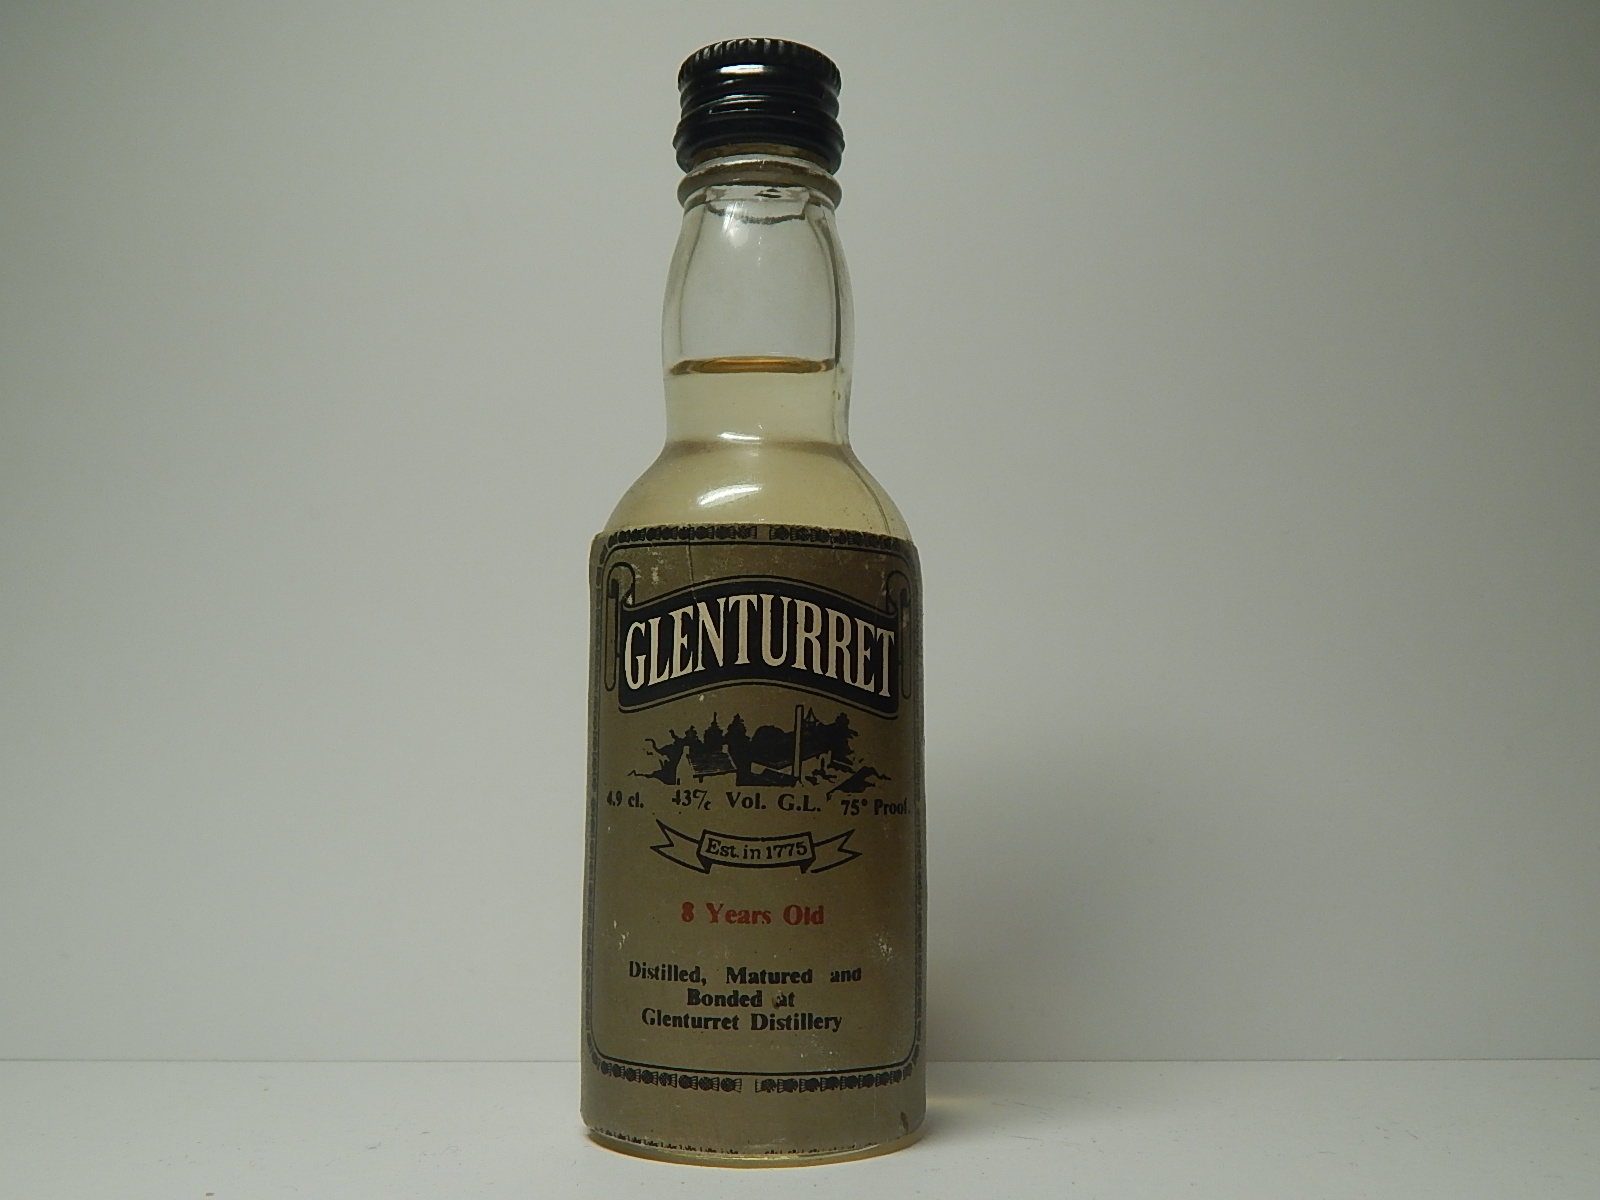 GLENTURRET
4.9 cl. 43% Vol. G.L. 75° Proof.
Est. in 1775
8 Years Old
Distilled, Matured and
Bonded at
Glenturret Distillery